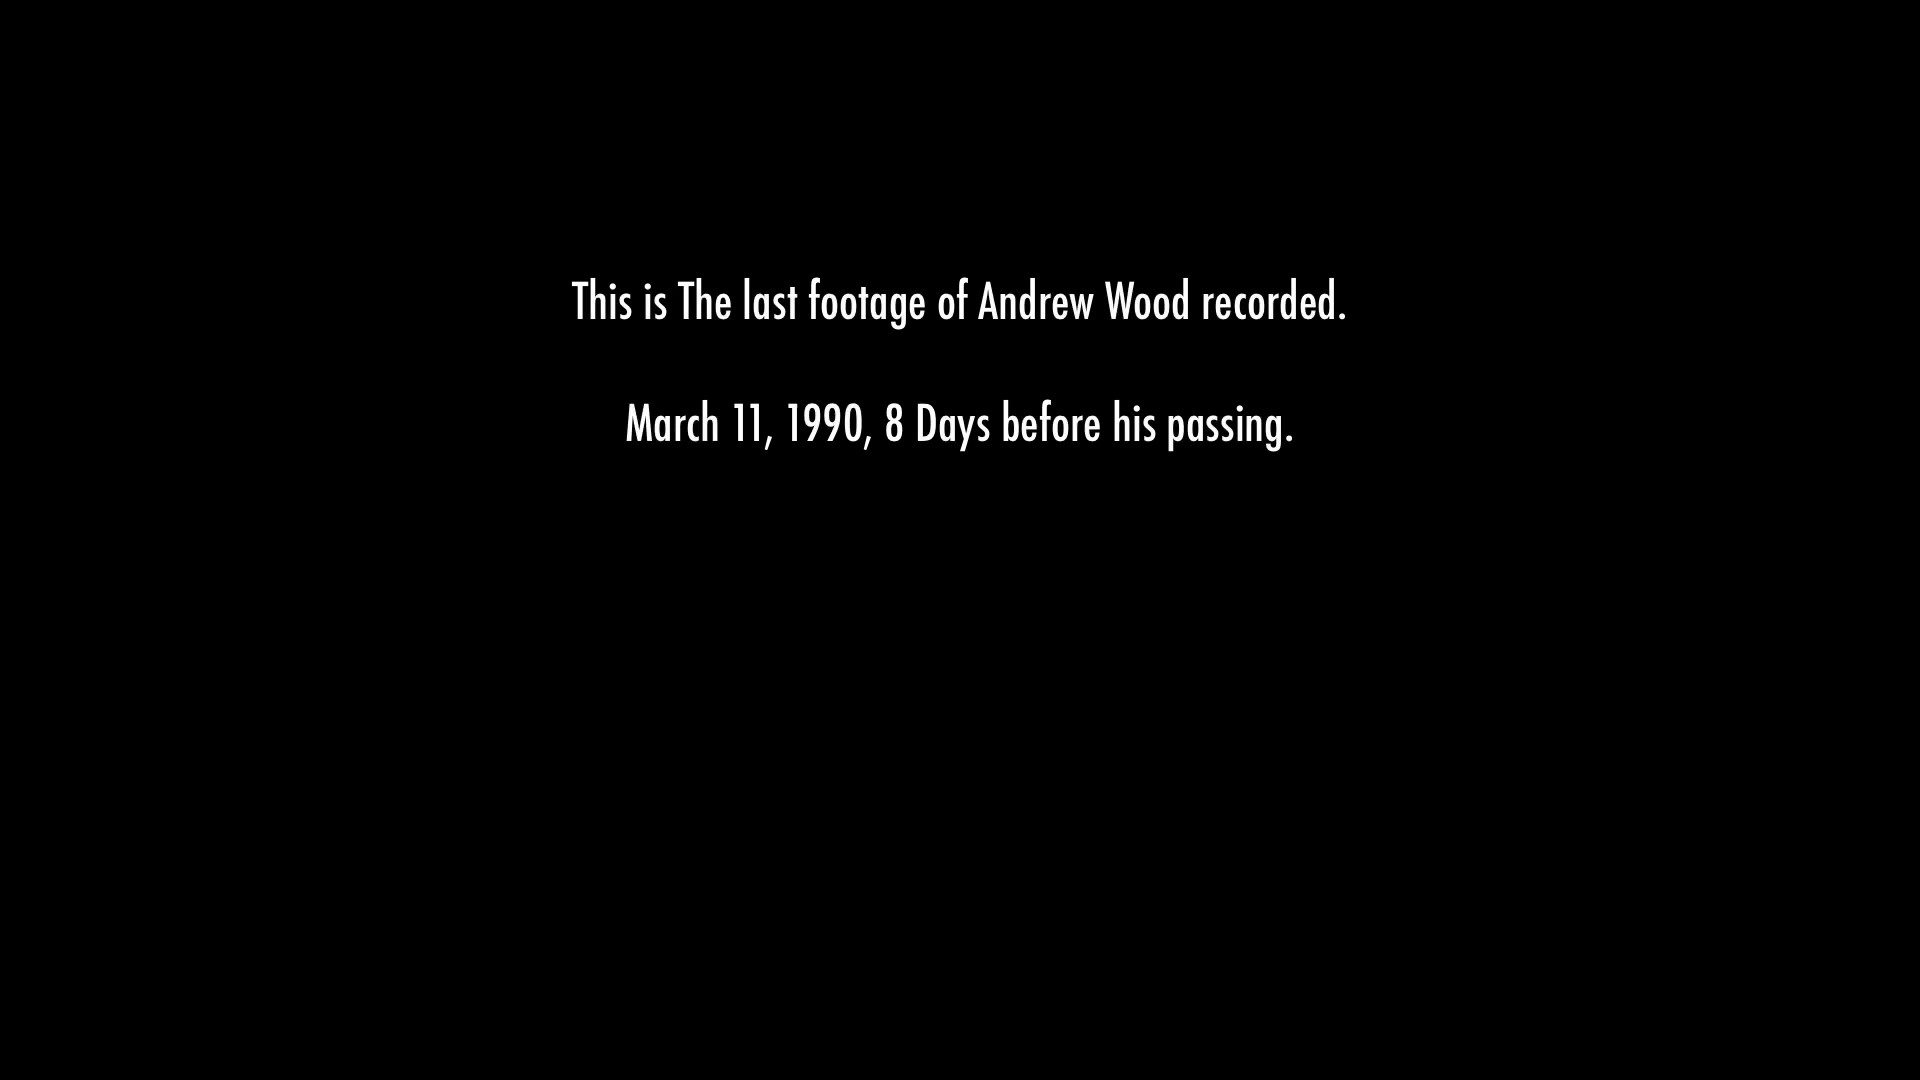 This is The last footage of Andrew Wood recorded.
March 11, 1990, 8 Days before his passing.